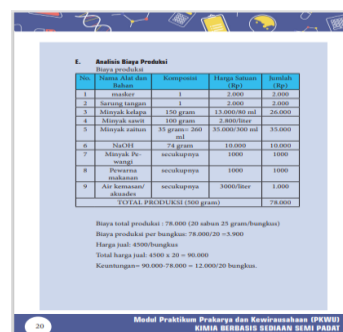 E. Analisis Biaya Produksi
Biaya produksi
No. Nama Alat dan Bahan Komposisi Harga Satuan (Rp) Jumlah (Rp)
1 masker 1 2.000 2.000
2 Sarung tangan 1 2.000 2.000
3 Minyak kelapa 150 gram 13.000/80 ml 26.000
4 Minyak sawit 100 gram 2.800/liter
5 Minyak zaitun 35 gram= 260 ml 35.000/300 ml 35.000
6 NaOH 74 gram 10.000 10.000
7 Minyak Pe-wangi secukupnya 1000 1000
8 Pewarna makanan secukupnya 1000 1000
9 Air kemasan/ akuades secukupnya 3000/liter 1.000
TOTAL PRODUKSI (500 gram) 78.000
Biaya total produksi : 78.000 (20 sabun 25 gram/bungkus)
Biaya produksi per bungkus: 78.000/20 =3.900
Harga jual: 4500/bungkus
Total harga jual: 4500 x 20 = 90.000
Keuntungan= 90.000-78.000 = 12.000/20 bungkus.
20
Modul Praktikum Prakarya dan Kewirausahaan (PKWU)
KIMIA BERBASIS SEDIAAN SEMI PADAT